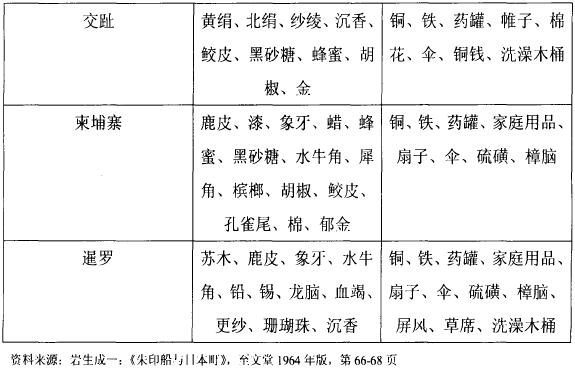 交趾
黄绢、北绢、纱绫、沉香、
鲛皮、黑砂糖、蜂蜜、胡
椒、金
铜、铁、药罐、帷子、棉
花、伞、铜钱、洗澡木桶
柬埔寨
鹿皮、漆、象牙、蜡、蜂
蜜、黑砂糖、水牛角、犀
角、槟榔、胡椒、鲛皮、
孔雀尾、棉、郁金
铜、铁、药罐、家庭用品、
扇子、伞、硫磺、樟脑
暹罗
苏木、鹿皮、象牙、水牛
角、铅、锡、龙脑、血竭、
更纱、珊瑚珠、沉香
铜、铁、药罐、家庭用品、
扇子、伞、硫磺、樟脑、
屏风、草席、洗澡木桶
资料来源：岩生成一：《朱印船与日本町》，至文堂 1964 年版，第 66-68 页